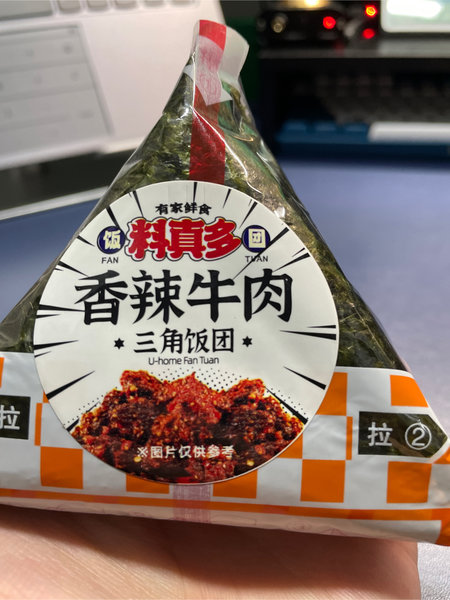 有家鲜食
饭 料真多 团
FAN TUAN
香辣牛肉
三角饭团
U-home Fan Tuan
※图片仅供参考
拉
拉 ②